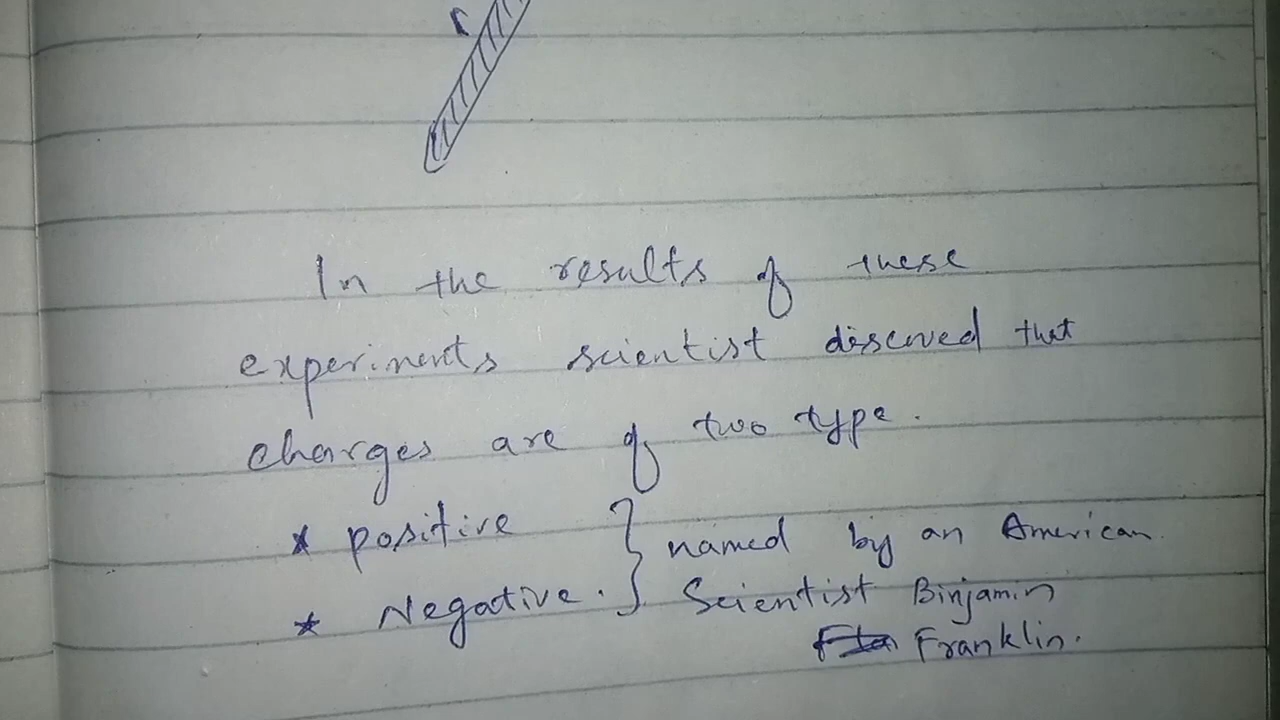 In the results of these
experiments scientist discoved that
charges are of two type.
* positive } named by an American.
* Negative. } Scientist Binjamin
Franklin.